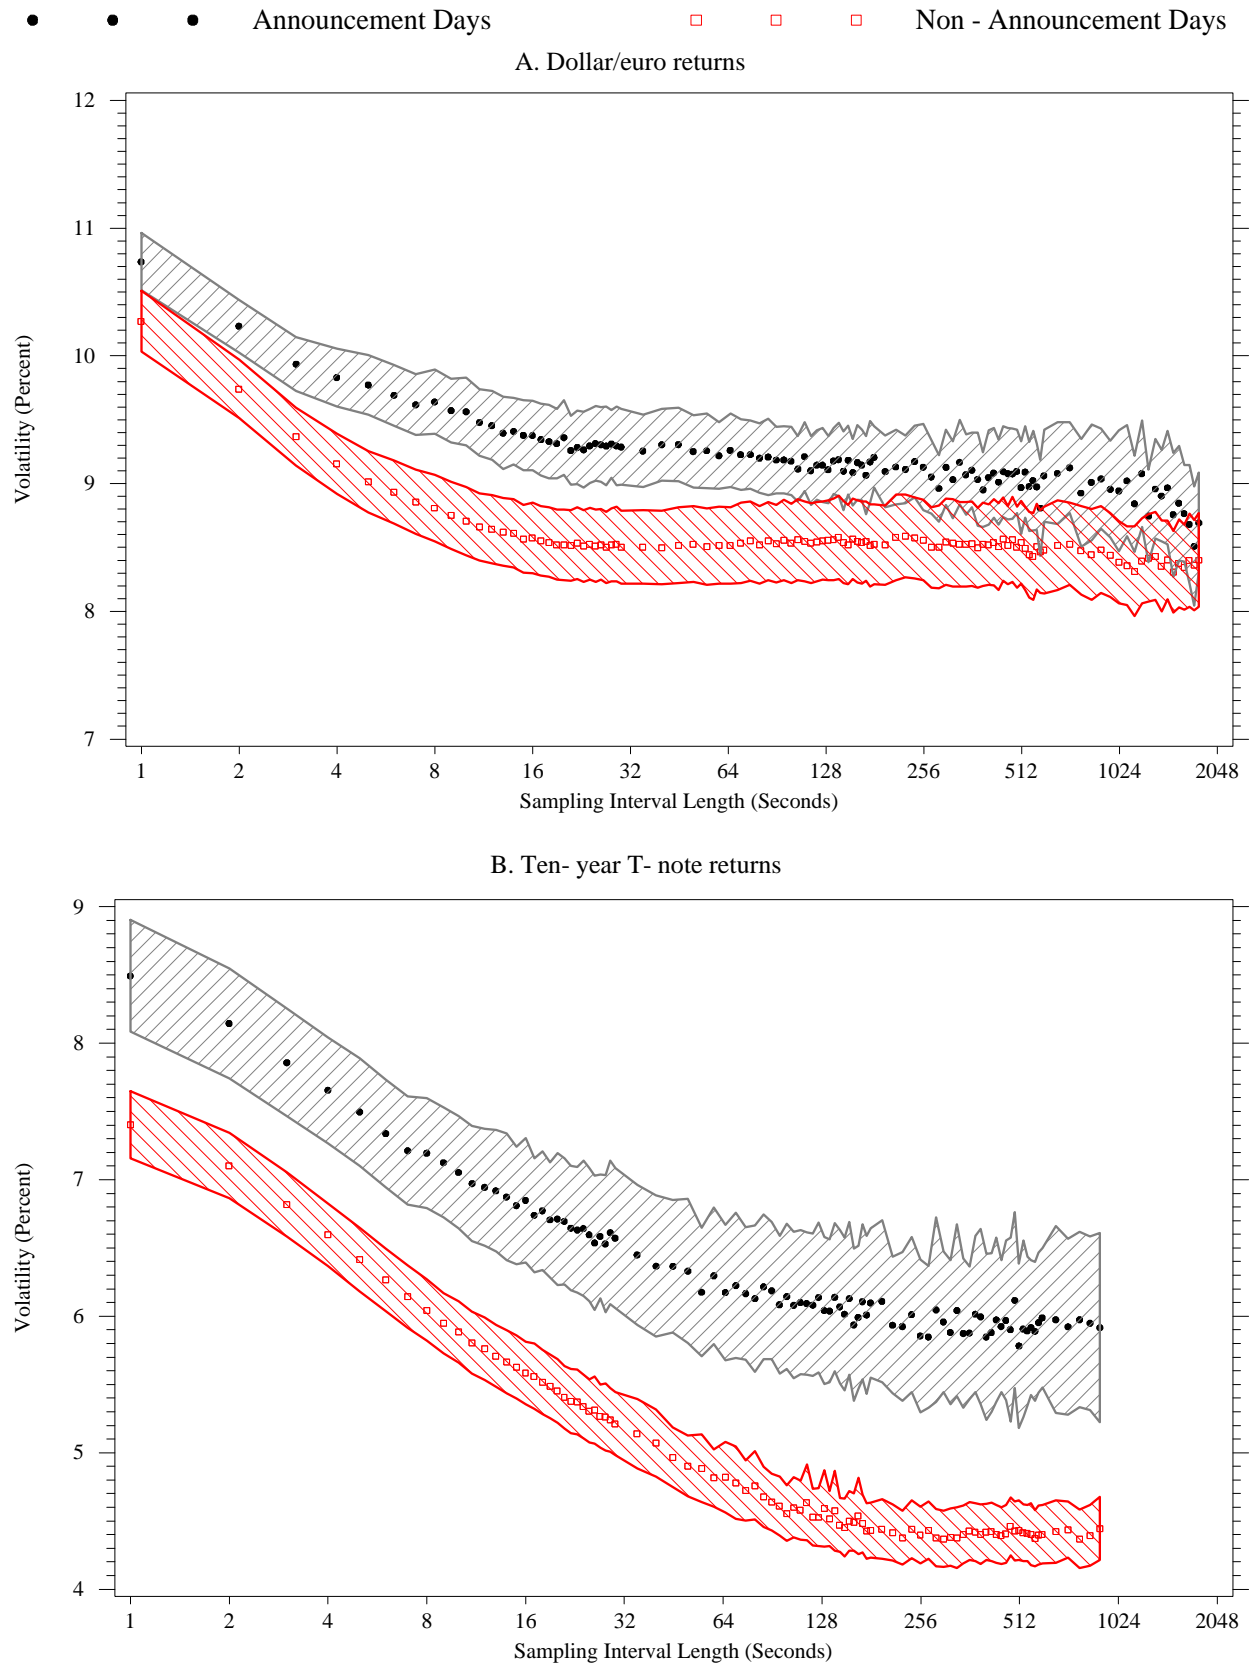 Announcement Days Non - Announcement Days
A. Dollar/euro returns
12
11
10
9
8
7
Volatility (Percent)
1 2 4 8 16 32 64 128 256 512 1024 2048
Sampling Interval Length (Seconds)
B. Ten- year T- note returns
9
8
7
6
5
4
Volatility (Percent)
1 2 4 8 16 32 64 128 256 512 1024 2048
Sampling Interval Length (Seconds)